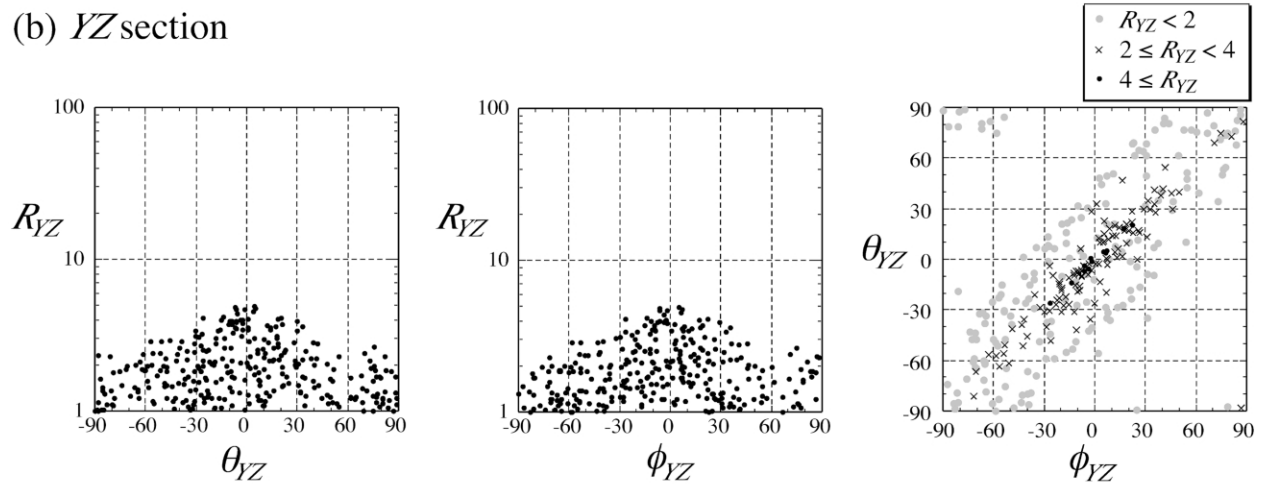 (b) YZ section
R_YZ < 2
2 ≤ R_YZ < 4
4 ≤ R_YZ
100
R_YZ
10
1
-90 -60 -30 0 30 60 90
θ_YZ
100
R_YZ
10
1
-90 -60 -30 0 30 60 90
ϕ_YZ
90
60
30
θ_YZ
0
-30
-60
-90
-90 -60 -30 0 30 60 90
ϕ_YZ